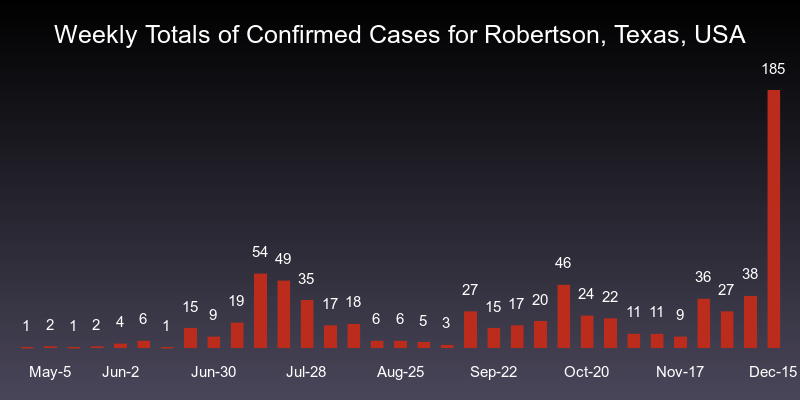 Weekly Totals of Confirmed Cases for Robertson, Texas, USA
1 2 1 2 4 6 1 15 9 19 54 49 35 17 18 6 6 5 3 27 15 17 20 46 24 22 11 11 9 36 27 38 185
May-5 Jun-2 Jun-30 Jul-28 Aug-25 Sep-22 Oct-20 Nov-17 Dec-15